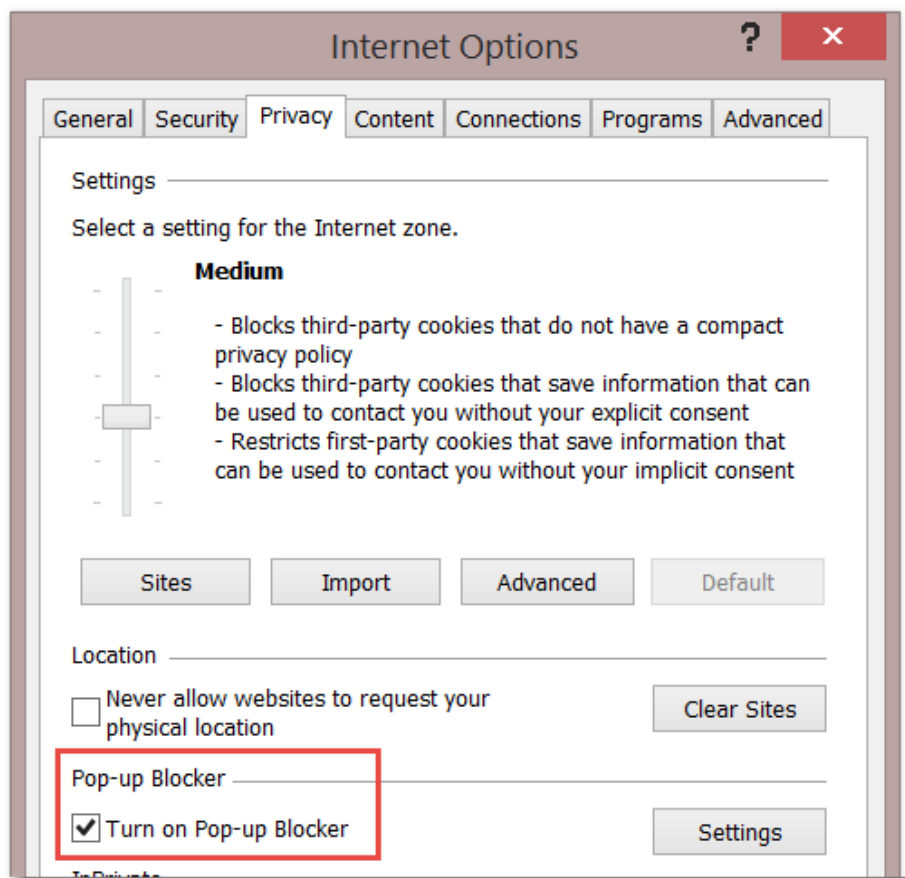 Internet Options ?
General Security Privacy Content Connections Programs Advanced
Settings
Select a setting for the Internet zone.
Medium
- Blocks third-party cookies that do not have a compact
privacy policy
- Blocks third-party cookies that save information that can
be used to contact you without your explicit consent
- Restricts first-party cookies that save information that
can be used to contact you without your implicit consent
Sites Import Advanced Default
Location
Never allow websites to request your
physical location
Clear Sites
Pop-up Blocker
Turn on Pop-up Blocker Settings